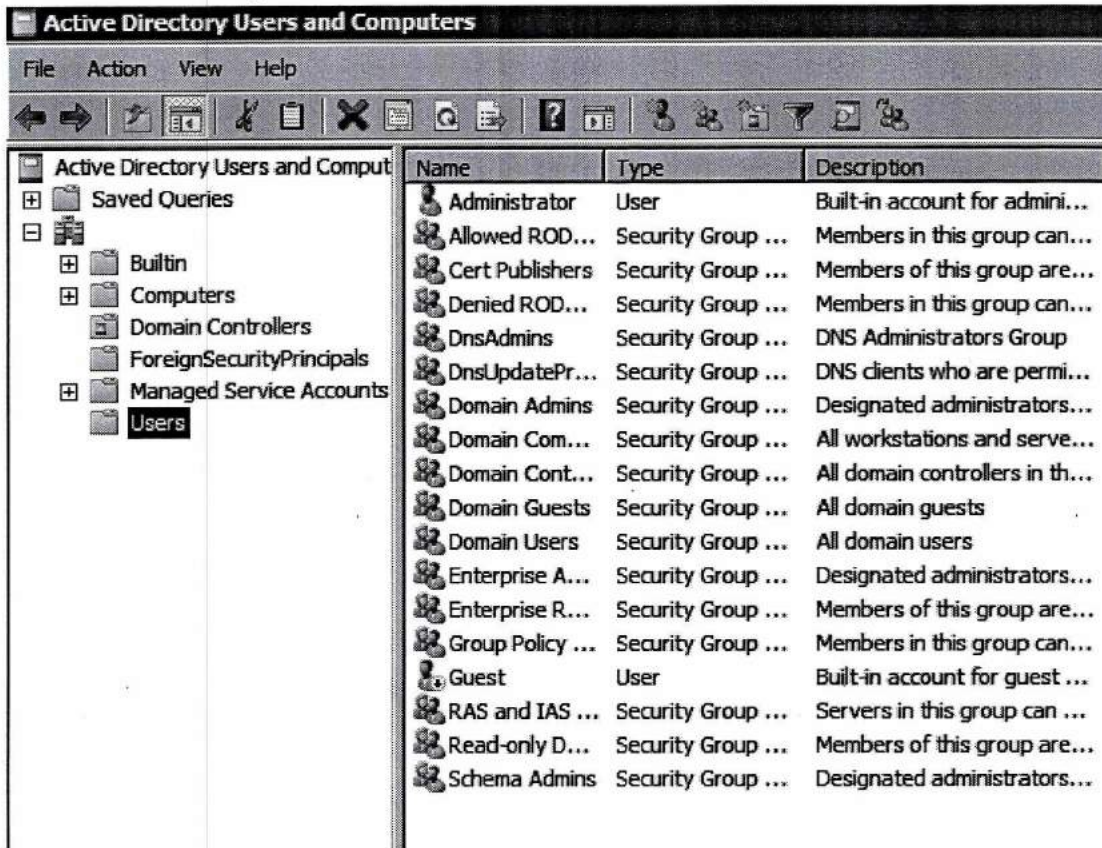 Active Directory Users and Computers
File Action View Help
Active Directory Users and Comput
Saved Queries
Builtin
Computers
Domain Controllers
ForeignSecurityPrincipals
Managed Service Accounts
Users
Name Type Description
Administrator User Built-in account for admini...
Allowed ROD... Security Group ... Members in this group can...
Cert Publishers Security Group ... Members of this group are...
Denied ROD... Security Group ... Members in this group can...
DnsAdmins Security Group ... DNS Administrators Group
DnsUpdatePr... Security Group ... DNS clients who are permi...
Domain Admins Security Group ... Designated administrators...
Domain Com... Security Group ... All workstations and serve...
Domain Cont... Security Group ... All domain controllers in th...
Domain Guests Security Group ... All domain guests
Domain Users Security Group ... All domain users
Enterprise A... Security Group ... Designated administrators...
Enterprise R... Security Group ... Members of this group are...
Group Policy ... Security Group ... Members in this group can...
Guest User Built-in account for guest ...
RAS and IAS ... Security Group ... Servers in this group can ...
Read-only D... Security Group ... Members of this group are...
Schema Admins Security Group ... Designated administrators...